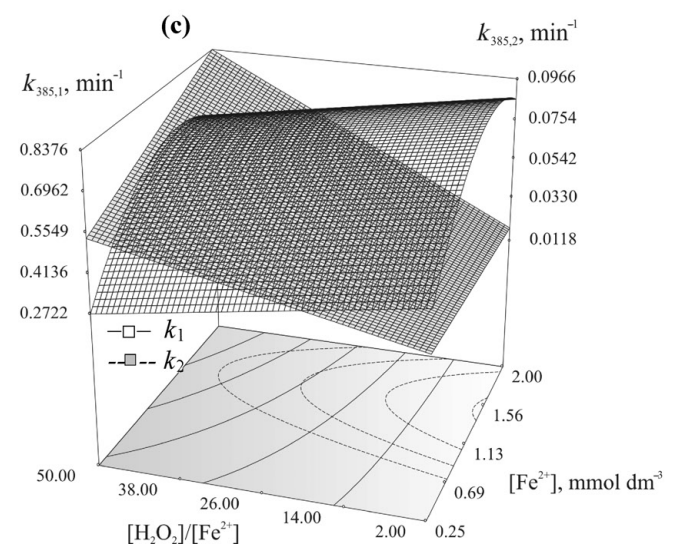 (c)
k385,2, min-1
k385,1, min-1
0.0966
0.0754
0.0542
0.0330
0.0118
0.8376
0.6962
0.5549
0.4136
0.2722
k1
k2
2.00
1.56
1.13
0.69
0.25
[Fe2+], mmol dm-3
50.00
38.00
26.00
14.00
2.00
[H2O2]/[Fe2+]